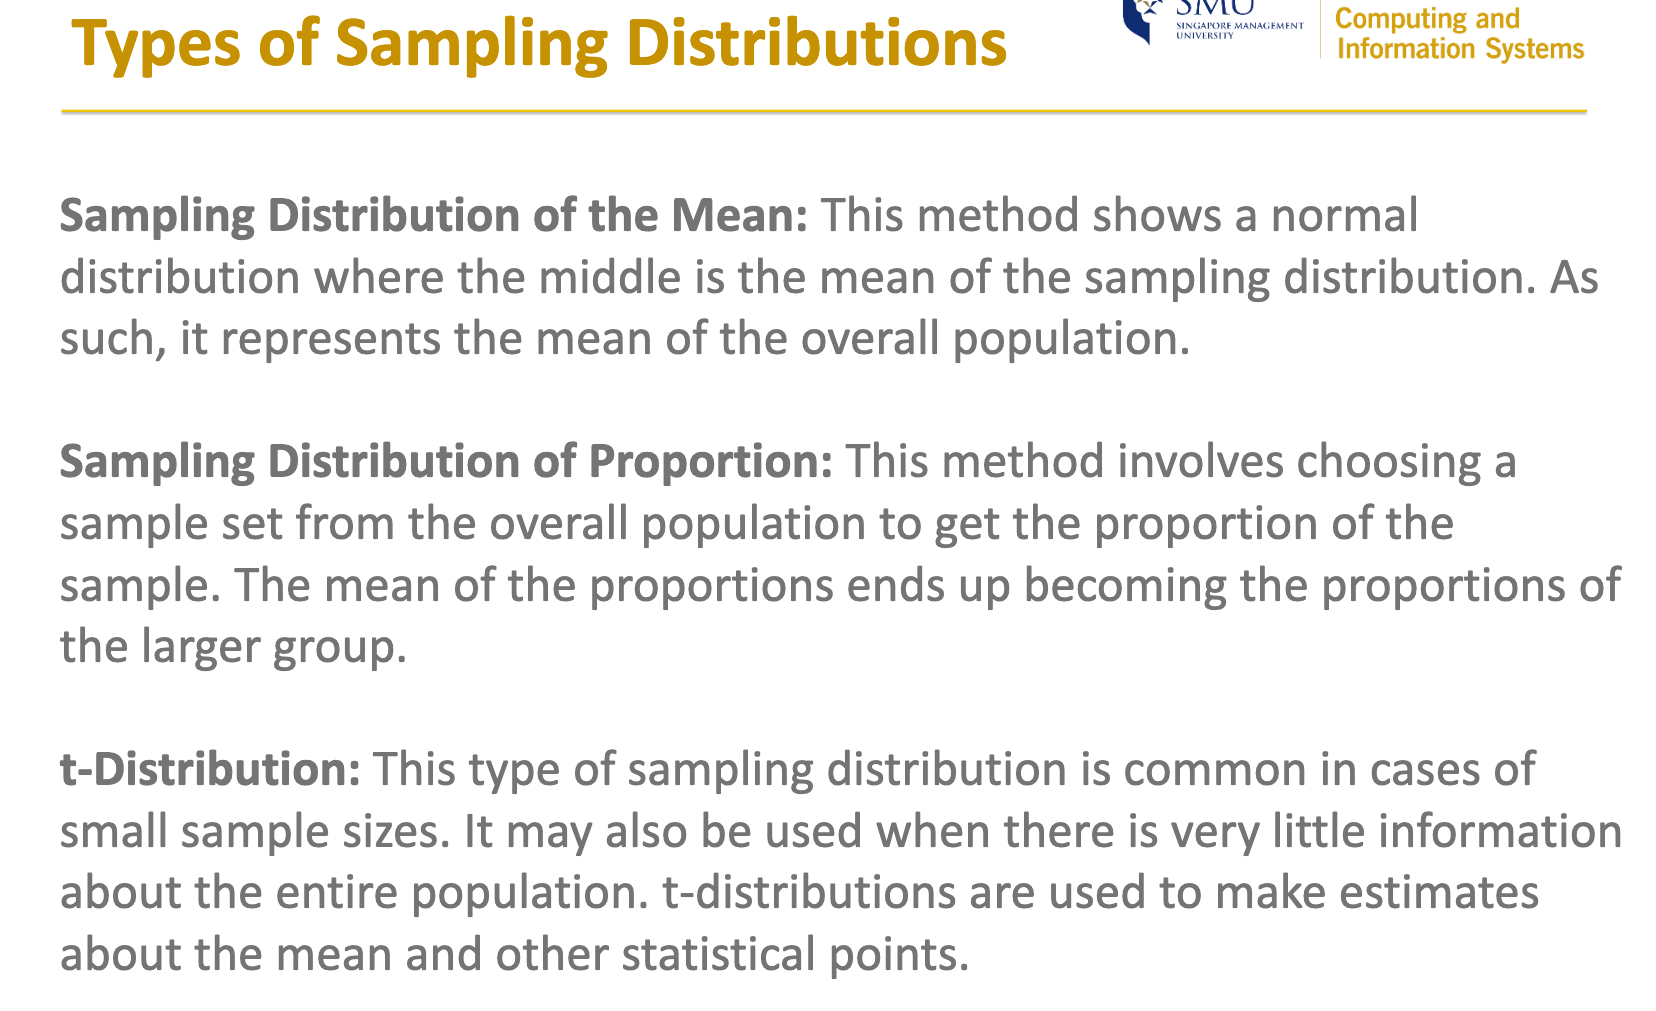 Types of Sampling Distributions
SMU
SINGAPORE MANAGEMENT
UNIVERSITY
Computing and
Information Systems
Sampling Distribution of the Mean: This method shows a normal
distribution where the middle is the mean of the sampling distribution. As
such, it represents the mean of the overall population.
Sampling Distribution of Proportion: This method involves choosing a
sample set from the overall population to get the proportion of the
sample. The mean of the proportions ends up becoming the proportions of
the larger group.
t-Distribution: This type of sampling distribution is common in cases of
small sample sizes. It may also be used when there is very little information
about the entire population. t-distributions are used to make estimates
about the mean and other statistical points.